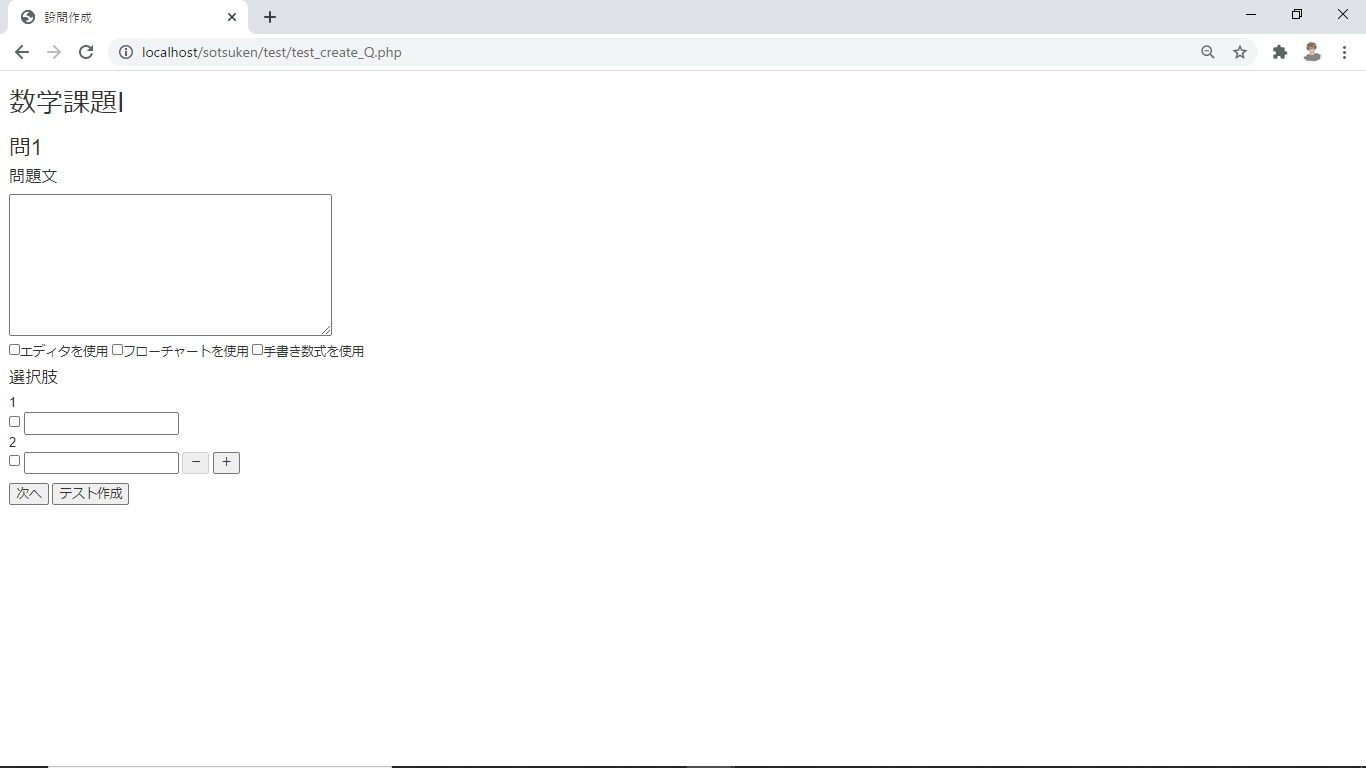 設問作成
localhost/sotsuken/test/test_create_Q.php
数学課題I
問1
問題文
エディタを使用 フローチャートを使用 手書き数式を使用
選択肢
1
2
− +
次へ テスト作成